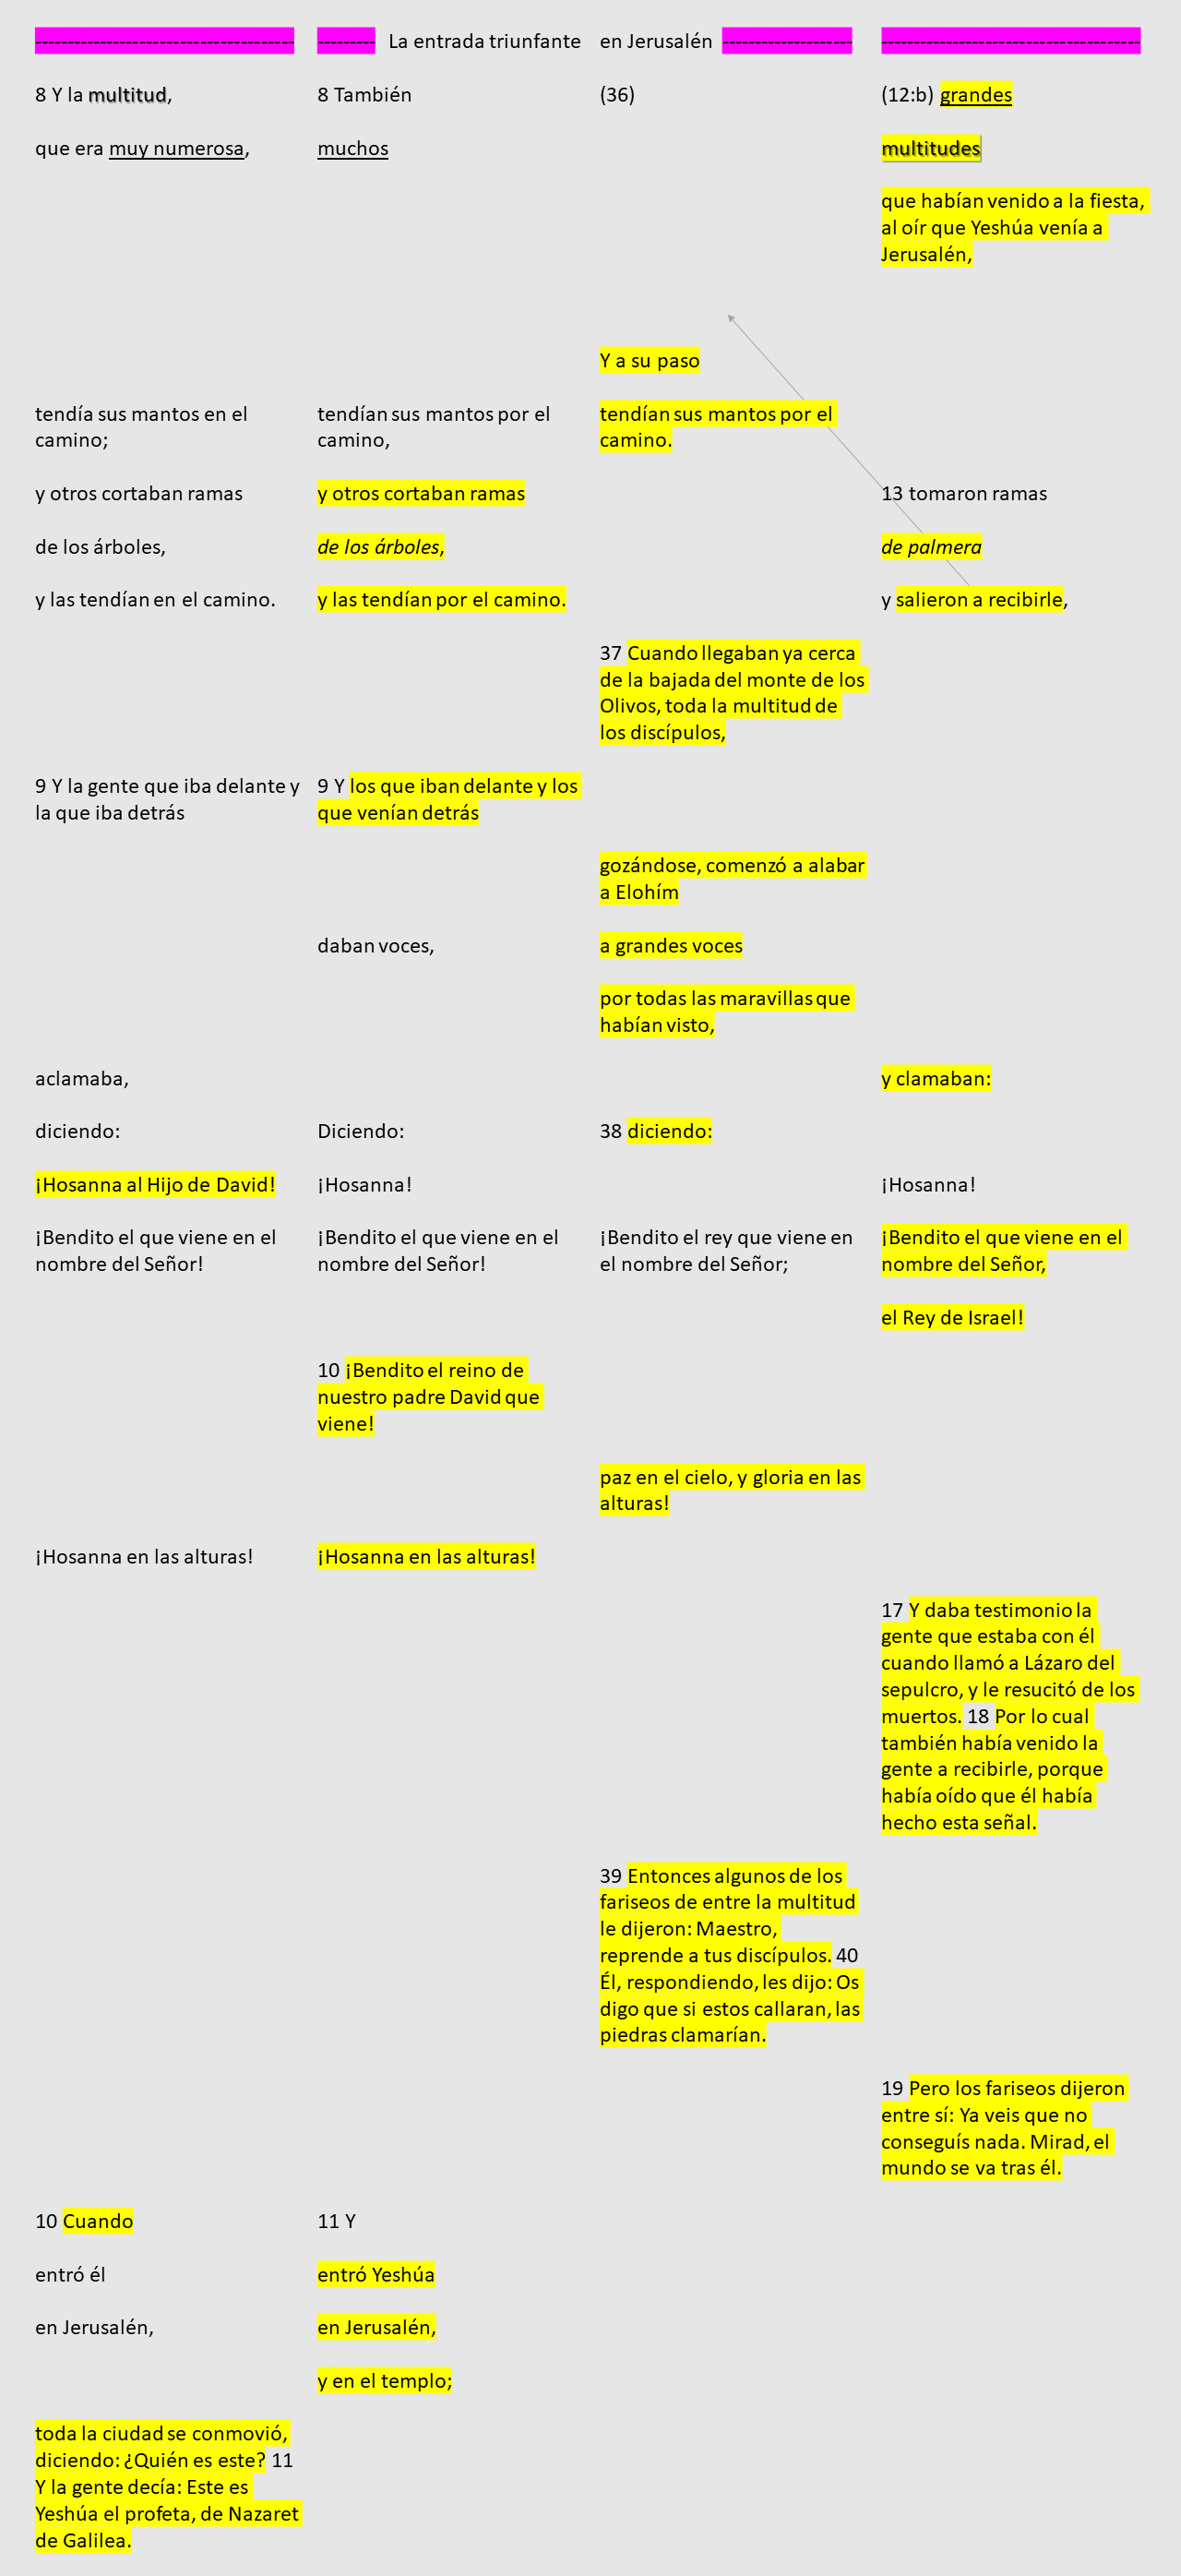 ------------------------------------- --------- La entrada triunfante en Jerusalén ------------------- -------------------------------------
8 Y la multitud, 8 También (36) (12:b) grandes
que era muy numerosa, muchos multitudes
que habían venido a la fiesta,
al oír que Yeshúa venía a
Jerusalén,
Y a su paso
tendía sus mantos en el tendían sus mantos por el tendían sus mantos por el
camino; camino, camino.
y otros cortaban ramas y otros cortaban ramas 13 tomaron ramas
de los árboles, de los árboles, de palmera
y las tendían en el camino. y las tendían por el camino. y salieron a recibirle,
37 Cuando llegaban ya cerca
de la bajada del monte de los
Olivos, toda la multitud de
los discípulos,
9 Y la gente que iba delante y 9 Y los que iban delante y los
la que iba detrás que venían detrás
gozándose, comenzó a alabar
a Elohím
daban voces, a grandes voces
por todas las maravillas que
habían visto,
aclamaba, y clamaban:
diciendo: Diciendo: 38 diciendo:
¡Hosanna al Hijo de David! ¡Hosanna! ¡Hosanna!
¡Bendito el que viene en el ¡Bendito el que viene en el ¡Bendito el rey que viene en ¡Bendito el que viene en el
nombre del Señor! nombre del Señor! el nombre del Señor; nombre del Señor,
el Rey de Israel!
10 ¡Bendito el reino de
nuestro padre David que
viene!
paz en el cielo, y gloria en las
alturas!
¡Hosanna en las alturas! ¡Hosanna en las alturas!
17 Y daba testimonio la
gente que estaba con él
cuando llamó a Lázaro del
sepulcro, y le resucitó de los
muertos. 18 Por lo cual
también había venido la
gente a recibirle, porque
había oído que él había
hecho esta señal.
39 Entonces algunos de los
fariseos de entre la multitud
le dijeron: Maestro,
reprende a tus discípulos. 40
Él, respondiendo, les dijo: Os
digo que si estos callaran, las
piedras clamarían.
19 Pero los fariseos dijeron
entre sí: Ya veis que no
conseguís nada. Mirad, el
mundo se va tras él.
10 Cuando 11 Y
entró él entró Yeshúa
en Jerusalén, en Jerusalén,
y en el templo;
toda la ciudad se conmovió,
diciendo: ¿Quién es este? 11
Y la gente decía: Este es
Yeshúa el profeta, de Nazaret
de Galilea.